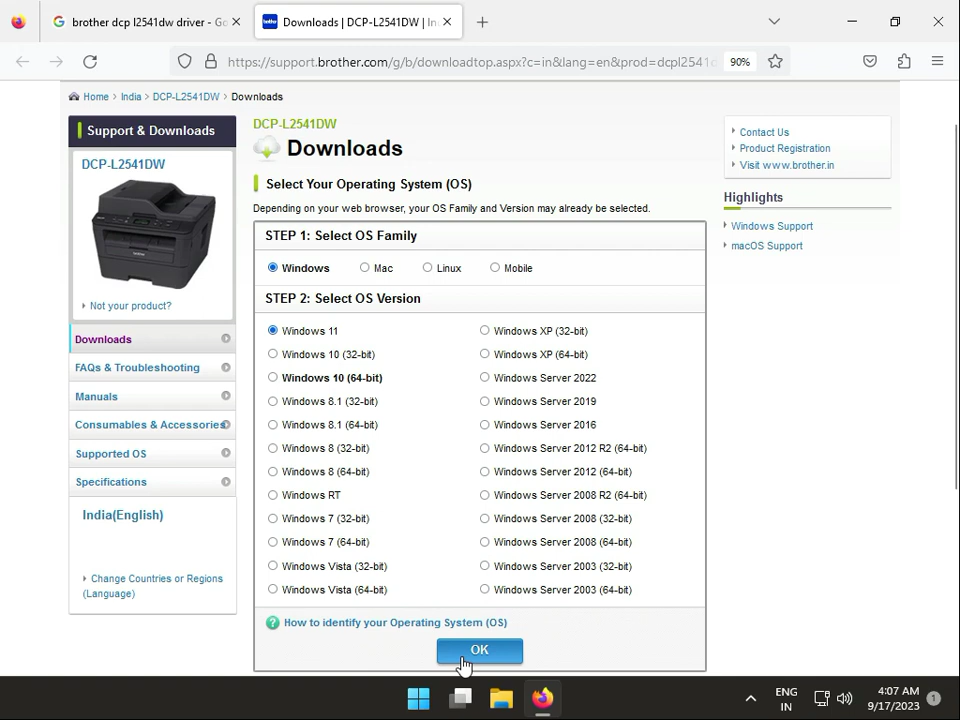 brother dcp l2541dw driver - Go
Downloads | DCP-L2541DW | In
https://support.brother.com/g/b/downloadtop.aspx?c=in&lang=en&prod=dcpl2541d
90%
Home > India > DCP-L2541DW > Downloads
Support & Downloads
DCP-L2541DW
Not your product?
Downloads
FAQs & Troubleshooting
Manuals
Consumables & Accessories
Supported OS
Specifications
India(English)
Change Countries or Regions
(Language)
DCP-L2541DW
Downloads
Select Your Operating System (OS)
Depending on your web browser, your OS Family and Version may already be selected.
STEP 1: Select OS Family
Windows Mac Linux Mobile
STEP 2: Select OS Version
Windows 11 Windows XP (32-bit)
Windows 10 (32-bit) Windows XP (64-bit)
Windows 10 (64-bit) Windows Server 2022
Windows 8.1 (32-bit) Windows Server 2019
Windows 8.1 (64-bit) Windows Server 2016
Windows 8 (32-bit) Windows Server 2012 R2 (64-bit)
Windows 8 (64-bit) Windows Server 2012 (64-bit)
Windows RT Windows Server 2008 R2 (64-bit)
Windows 7 (32-bit) Windows Server 2008 (32-bit)
Windows 7 (64-bit) Windows Server 2008 (64-bit)
Windows Vista (32-bit) Windows Server 2003 (32-bit)
Windows Vista (64-bit) Windows Server 2003 (64-bit)
? How to identify your Operating System (OS)
OK
Contact Us
Product Registration
Visit www.brother.in
Highlights
Windows Support
macOS Support
ENG
IN
4:07 AM
9/17/2023
1